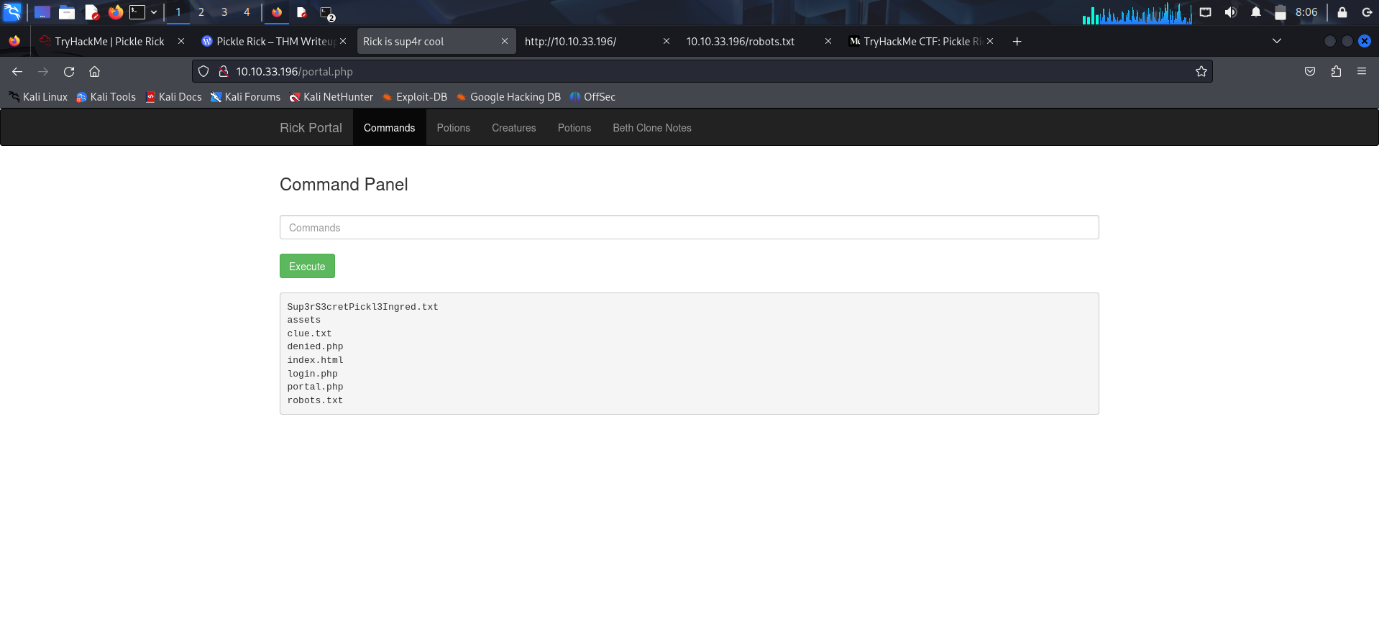 1 2 3 4 2 8:06
TryHackMe | Pickle Rick Pickle Rick – THM Writeup Rick is sup4r cool http://10.10.33.196/ 10.10.33.196/robots.txt TryHackMe CTF: Pickle Ri
10.10.33.196/portal.php
Kali Linux Kali Tools Kali Docs Kali Forums Kali NetHunter Exploit-DB Google Hacking DB OffSec
Rick Portal Commands Potions Creatures Potions Beth Clone Notes
Command Panel
Commands
Execute
Sup3rS3cretPickl3Ingred.txt
assets
clue.txt
denied.php
index.html
login.php
portal.php
robots.txt